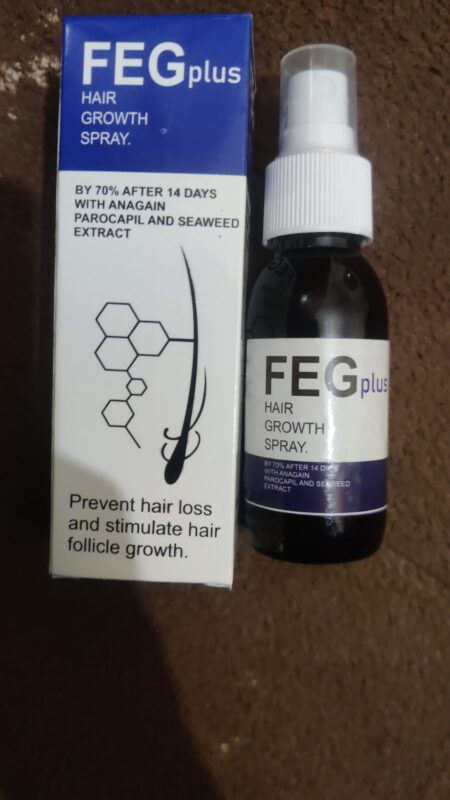 FEGplus
HAIR
GROWTH
SPRAY.
BY 70% AFTER 14 DAYS
WITH ANAGAIN
PAROCAPIL AND SEAWEED
EXTRACT
Prevent hair loss
and stimulate hair
follicle growth.
FEGplus
HAIR
GROWTH
SPRAY.
BY 70% AFTER 14 DAYS
WITH ANAGAIN
PAROCAPIL AND SEAWEED
EXTRACT